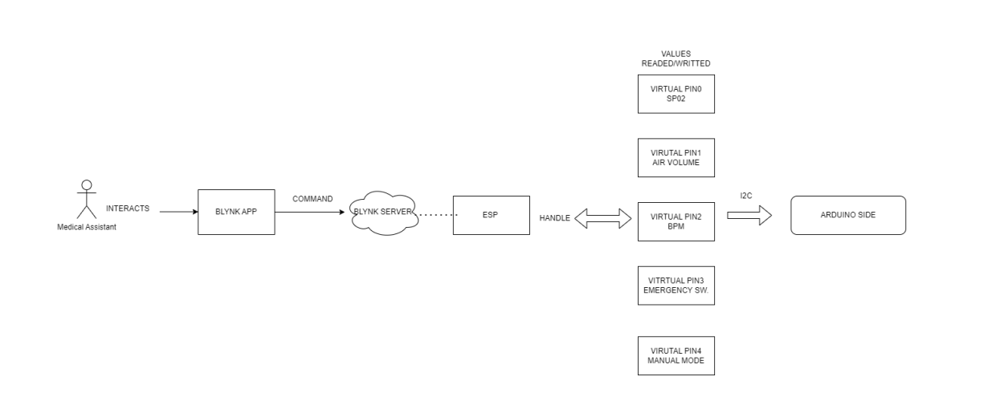 VALUES
READED/WRITTED
VIRTUAL PIN0
SP02
VIRUTAL PIN1
AIR VOLUME
INTERACTS
Medical Assistant
BLYNK APP
COMMAND
BLYNK SERVER
ESP
HANDLE
VIRTUAL PIN2
BPM
I2C
ARDUINO SIDE
VITRTUAL PIN3
EMERGENCY SW.
VIRUTAL PIN4
MANUAL MODE